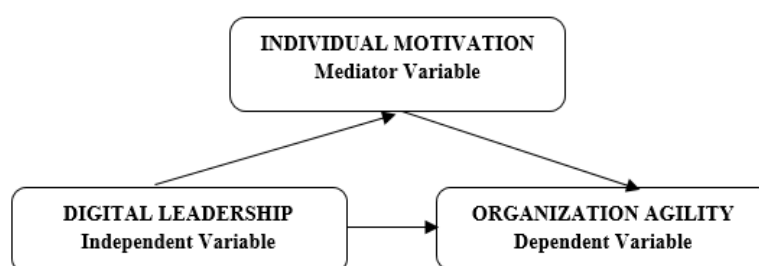 INDIVIDUAL MOTIVATION
Mediator Variable
DIGITAL LEADERSHIP
Independent Variable
ORGANIZATION AGILITY
Dependent Variable